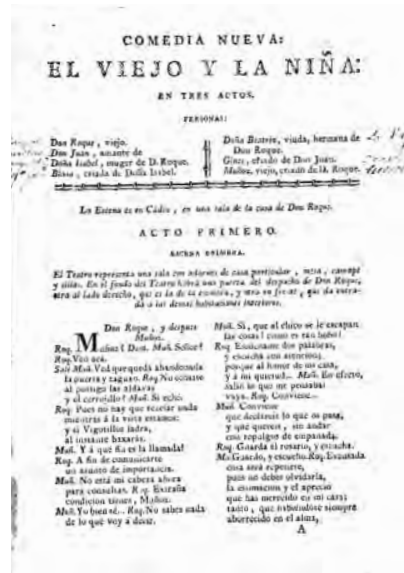 COMEDIA NUEVA:
EL VIEJO Y LA NIÑA:
EN TRES ACTOS.
PERSONAS:
Don Roque, viejo.
Don Juan, amante de
Doña Isabel, muger de D. Roque.
Blasa, criada de Doña Isabel.
Doña Beatriz, viuda, hermana de
Don Roque.
Ginés, criado de Don Juan.
Muñoz, viejo, criado de D. Roque.
La Escena es en Cádiz, en una sala de la casa de Don Roque.
ACTO PRIMERO.
ESCENA PRIMERA.
El Teatro representa una sala con adornos de casa particular, mesa, canapé
y sillas. En el fondo del Teatro habrá una puerta del despacho de Don Roque,
otra al lado derecho, que es la de la escalera, y otra en frente, que da entra-
da a las demas habitaciones interiores.
Don Roque, y despues
Muñoz.
Roq. Muñoz! Dent. Muñ. Señor?
Roq. Ven acá.
Sale Muñ. Ved que queda abandonada
la puerta y zaguan. Roq. No echaste
al postigo las aldavas
y el cerrojillo? Muñ. Si eché.
Roq. Pues no hay que recelar nada
mientras á la vista estamos:
y si Vigotillos ladra,
al instante baxarás.
Muñ. Y á qué fin es la llamada?
Roq. A fin de comunicarte
un asunto de importancia.
Muñ. No está mi cabeza ahora
para consultas. Roq. Extraña
condicion tienes, Muñoz.
Muñ. Yo bien sé... Roq. No sabes nada
de lo que voy á decir.
Muñ. Sí, que al chico se le escapan
las cosas! como es tan bobo!
Roq. Encirrame dos palabras,
y escucha con atencion;
porque al honor de mi casa,
y á mi quietud... Muñ. En efecto,
salió lo que me pensaba!
vaya. Roq. Conviene...
Muñ. Conviene
que declareis lo que os pasa,
y qué quereis, sin andar
con repulgos de empanada.
Roq. Guarda el rosario, y escucha.
Muñ. Guardo, y escucho. Roq. Excusada
cosa será repetirte,
pues no debes olvidarla,
la estimacion y el aprecio
que has merecido en mi casa;
tanto, que habiéndote siempre
aborrecido en el alma,
A